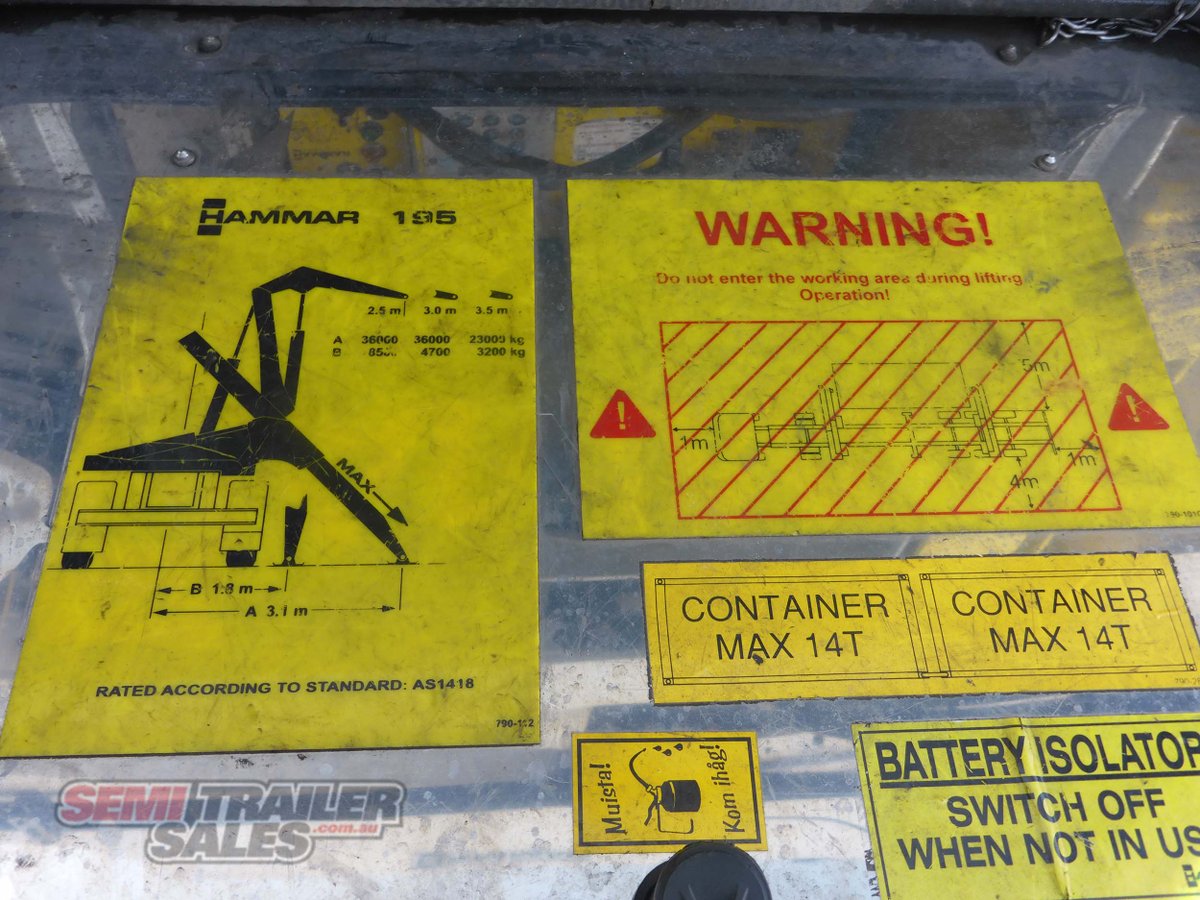 HAMMAR 195
2.5 m 3.0 m 3.5 m
A 36000 36000 23000 kg
B 4700 3200 kg
MAX
B 1.8 m
A 3.1 m
RATED ACCORDING TO STANDARD: AS1418
790-112
WARNING!
Do not enter the working area during lifting
Operation!
5m
1m
1m
4m
CONTAINER
MAX 14T
CONTAINER
MAX 14T
Muista!
Kom ihåg!
BATTERY ISOLATOR
SWITCH OFF
WHEN NOT IN US
SEMI TRAILER
SALES .com.au